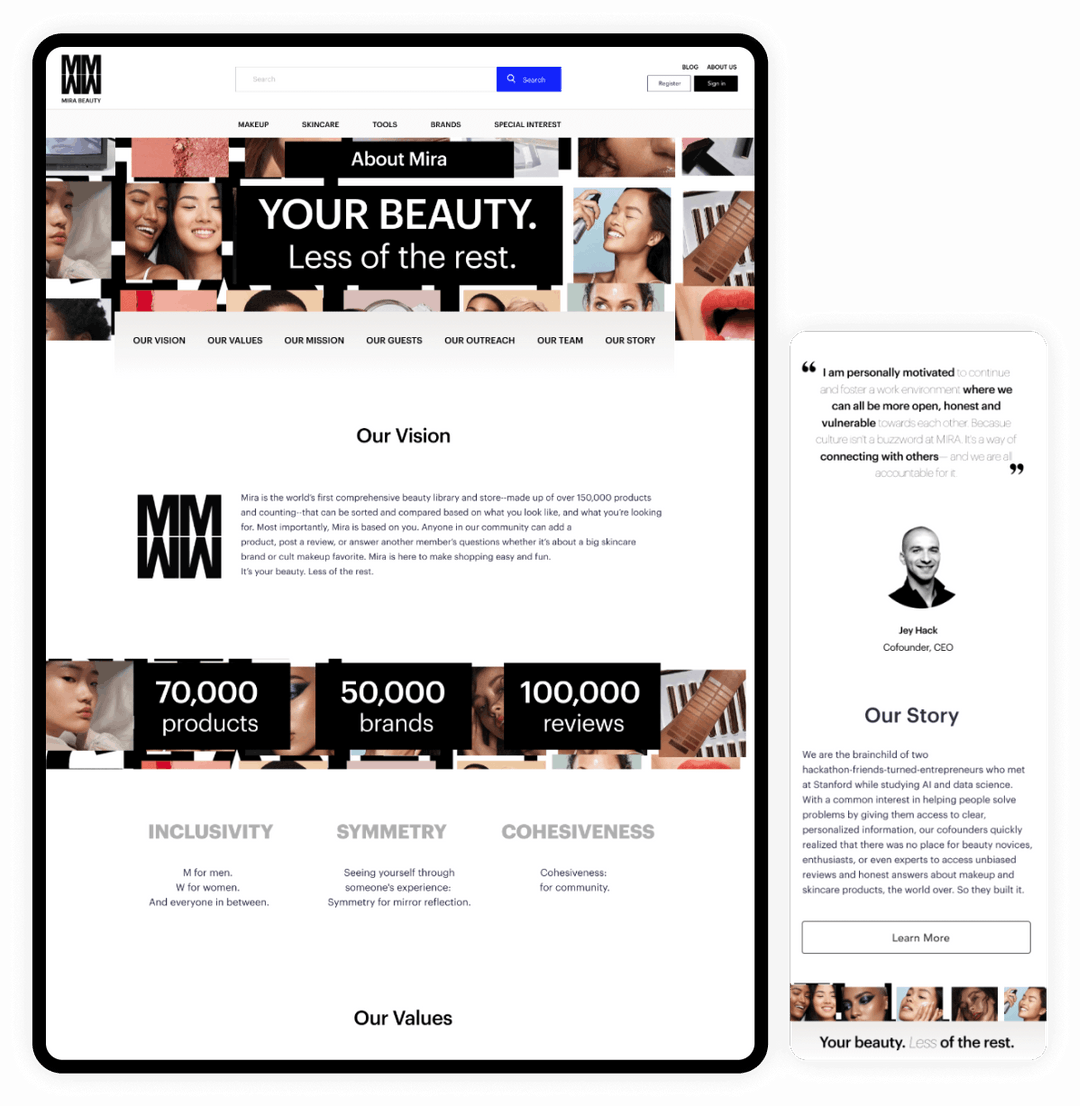 MM
WW
MIRA BEAUTY
Search
Search
BLOG ABOUT US
Register Sign in
MAKEUP SKINCARE TOOLS BRANDS SPECIAL INTEREST
About Mira
YOUR BEAUTY.
Less of the rest.
OUR VISION OUR VALUES OUR MISSION OUR GUESTS OUR OUTREACH OUR TEAM OUR STORY
Our Vision
MM
WW
Mira is the world's first comprehensive beauty library and store--made up of over 150,000 products
and counting--that can be sorted and compared based on what you look like, and what you're looking
for. Most importantly, Mira is based on you. Anyone in our community can add a
product, post a review, or answer another member's questions whether it's about a big skincare
brand or cult makeup favorite. Mira is here to make shopping easy and fun.
It's your beauty. Less of the rest.
70,000
products
50,000
brands
100,000
reviews
INCLUSIVITY
M for men.
W for women.
And everyone in between.
SYMMETRY
Seeing yourself through
someone's experience:
Symmetry for mirror reflection.
COHESIVENESS
Cohesiveness:
for community.
Our Values
“ I am personally motivated to continue
and foster a work environment where we
can all be more open, honest and
vulnerable towards each other. Becasue
culture isn't a buzzword at MIRA. It's a way of
connecting with others— and we are all
accountable for it. ”
Jey Hack
Cofounder, CEO
Our Story
We are the brainchild of two
hackathon-friends-turned-entrepreneurs who met
at Stanford while studying AI and data science.
With a common interest in helping people solve
problems by giving them access to clear,
personalized information, our cofounders quickly
realized that there was no place for beauty novices,
enthusiasts, or even experts to access unbiased
reviews and honest answers about makeup and
skincare products, the world over. So they built it.
Learn More
Your beauty. Less of the rest.